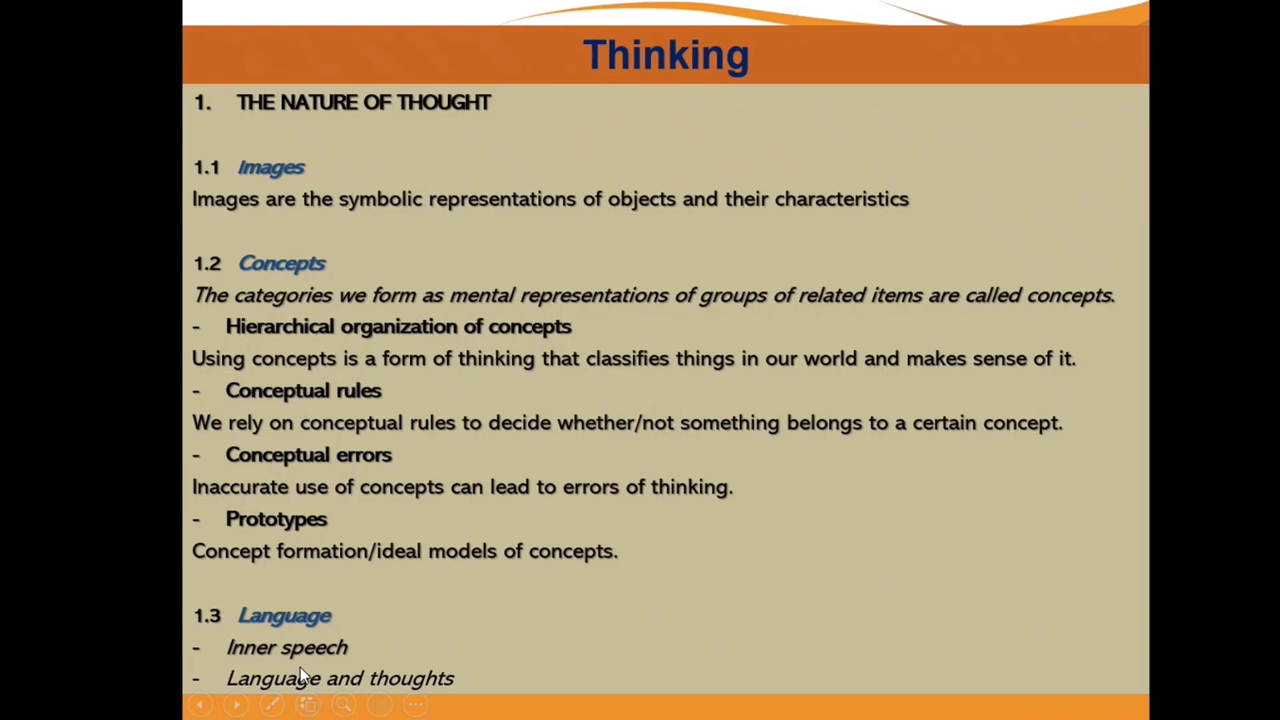 Thinking
1. THE NATURE OF THOUGHT
1.1 Images
Images are the symbolic representations of objects and their characteristics
1.2 Concepts
The categories we form as mental representations of groups of related items are called concepts.
- Hierarchical organization of concepts
Using concepts is a form of thinking that classifies things in our world and makes sense of it.
- Conceptual rules
We rely on conceptual rules to decide whether/not something belongs to a certain concept.
- Conceptual errors
Inaccurate use of concepts can lead to errors of thinking.
- Prototypes
Concept formation/ideal models of concepts.
1.3 Language
- Inner speech
- Language and thoughts